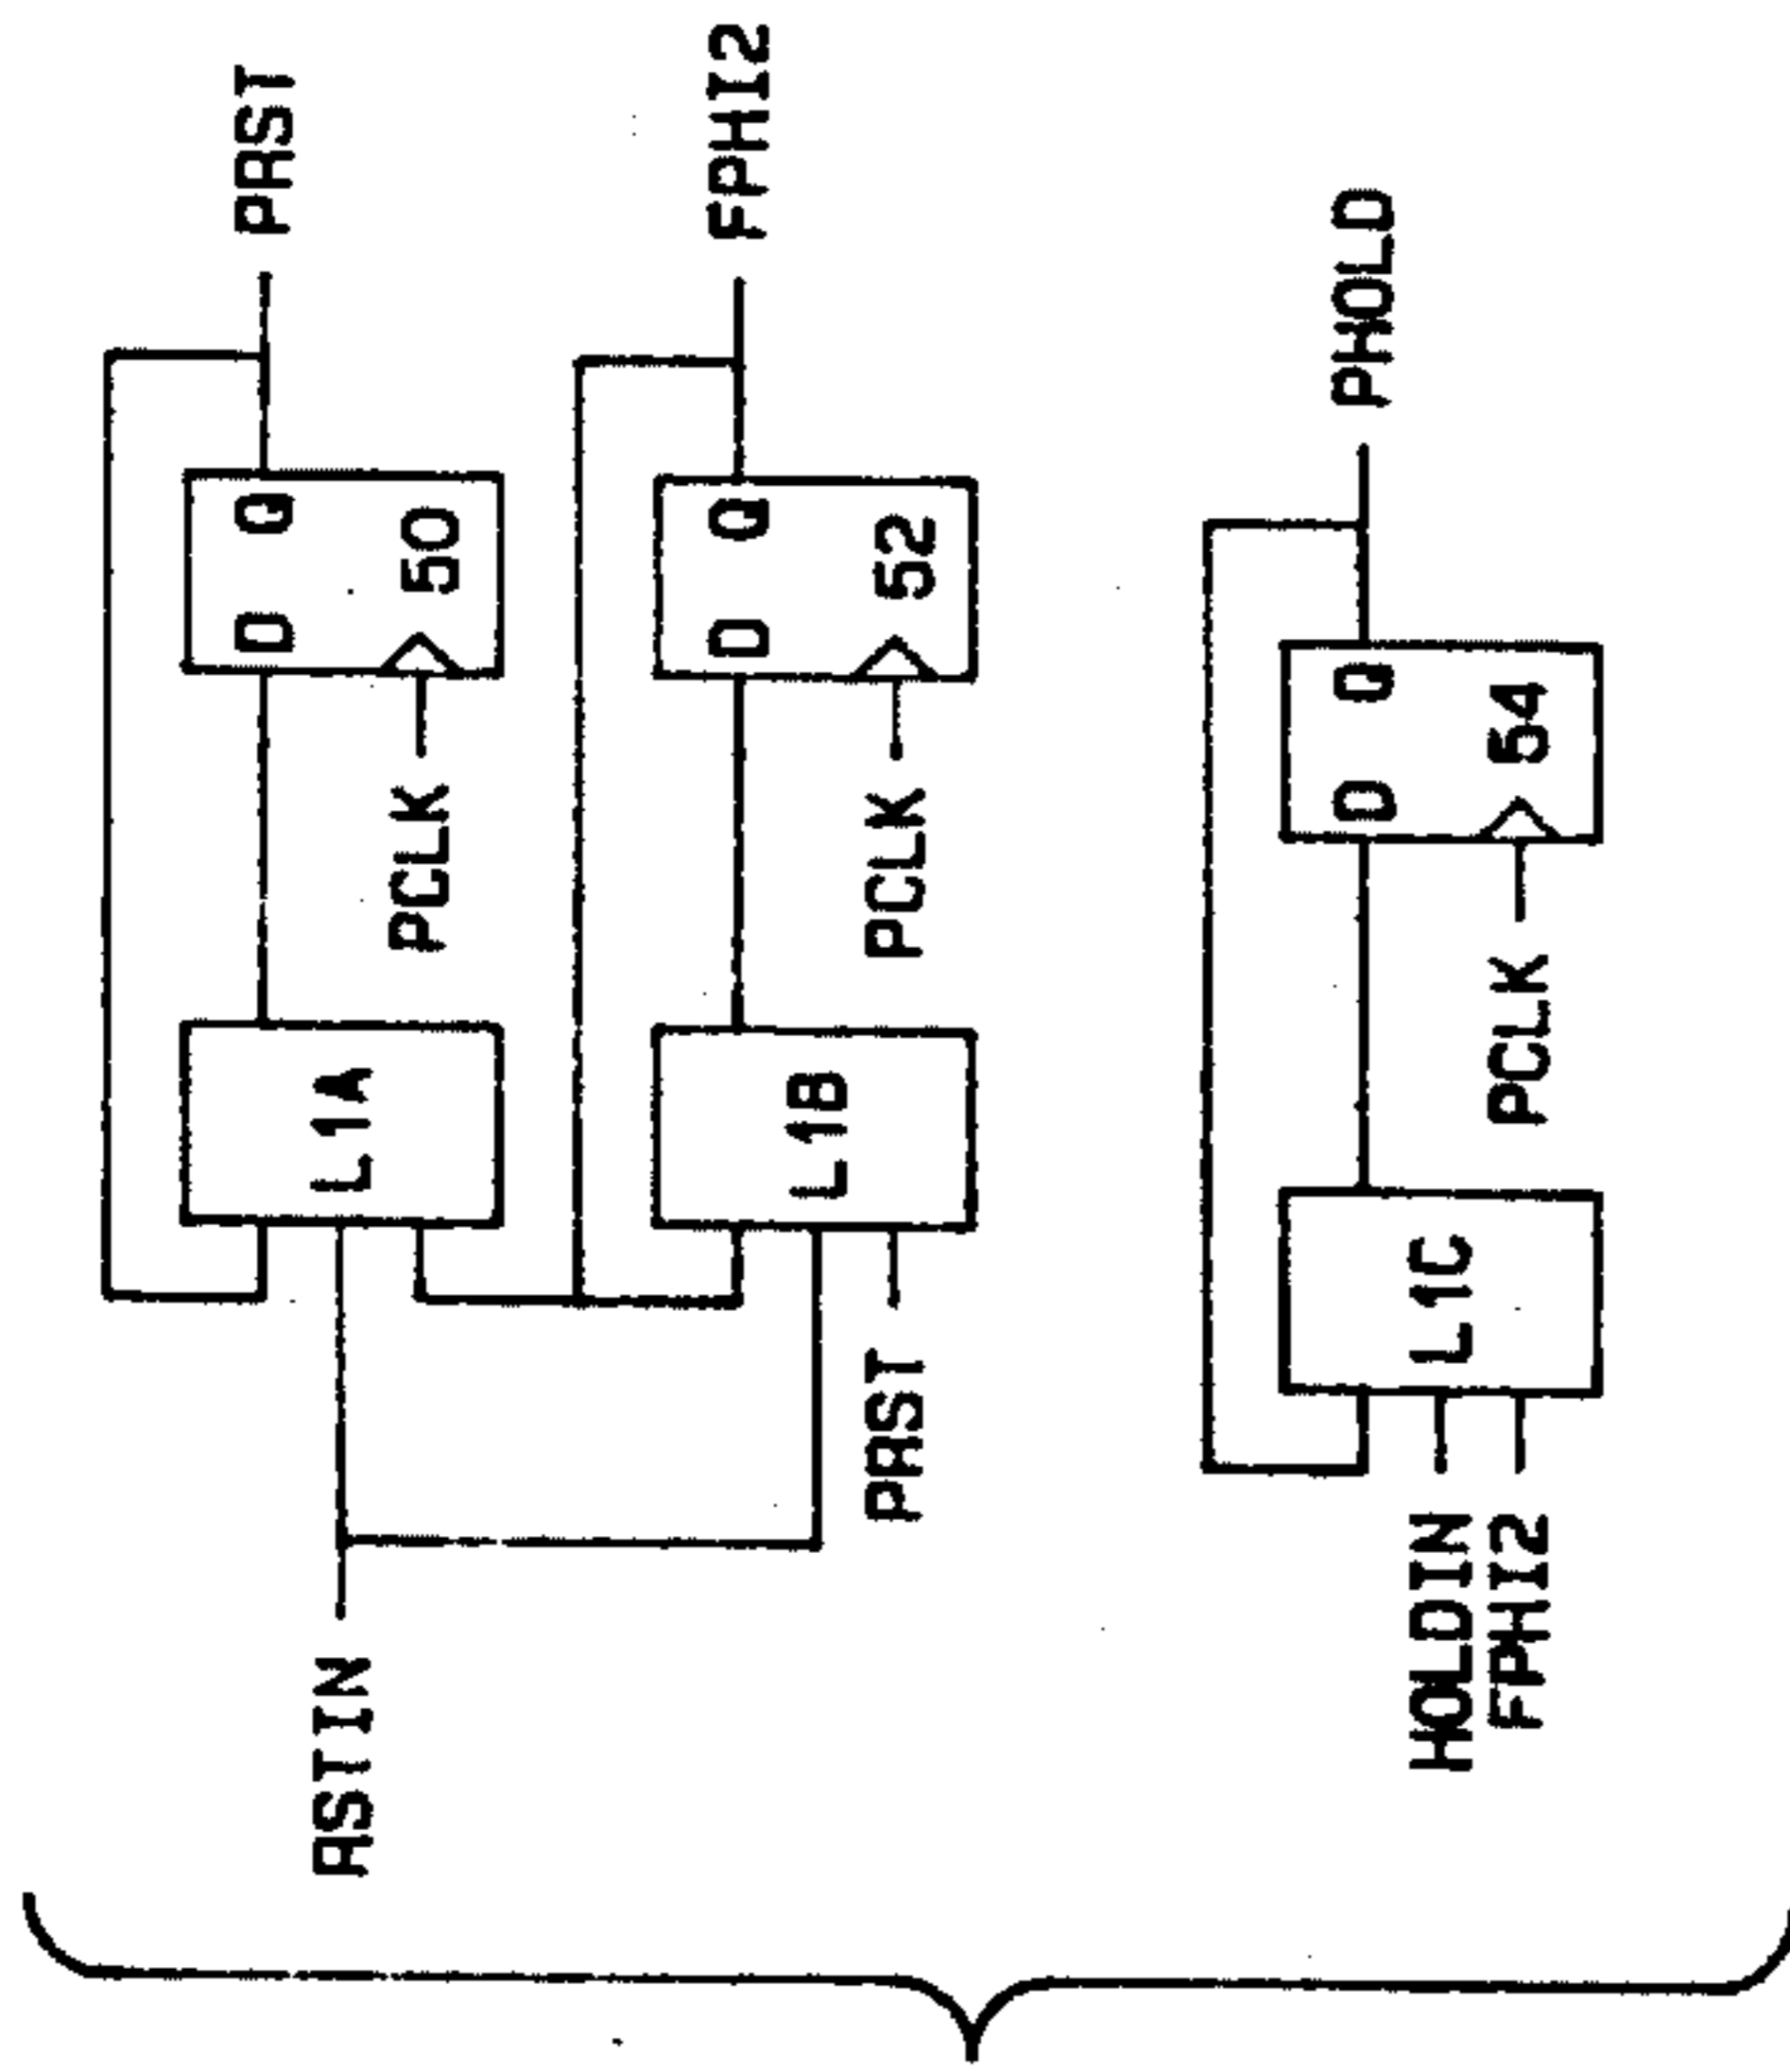 D Q PRST
RSTIN L1A
PCLK 50
D Q FPHI2
L1B
PRST PCLK 52
D Q PHOLD
HOLDIN L1C
FPHI2 PCLK 54